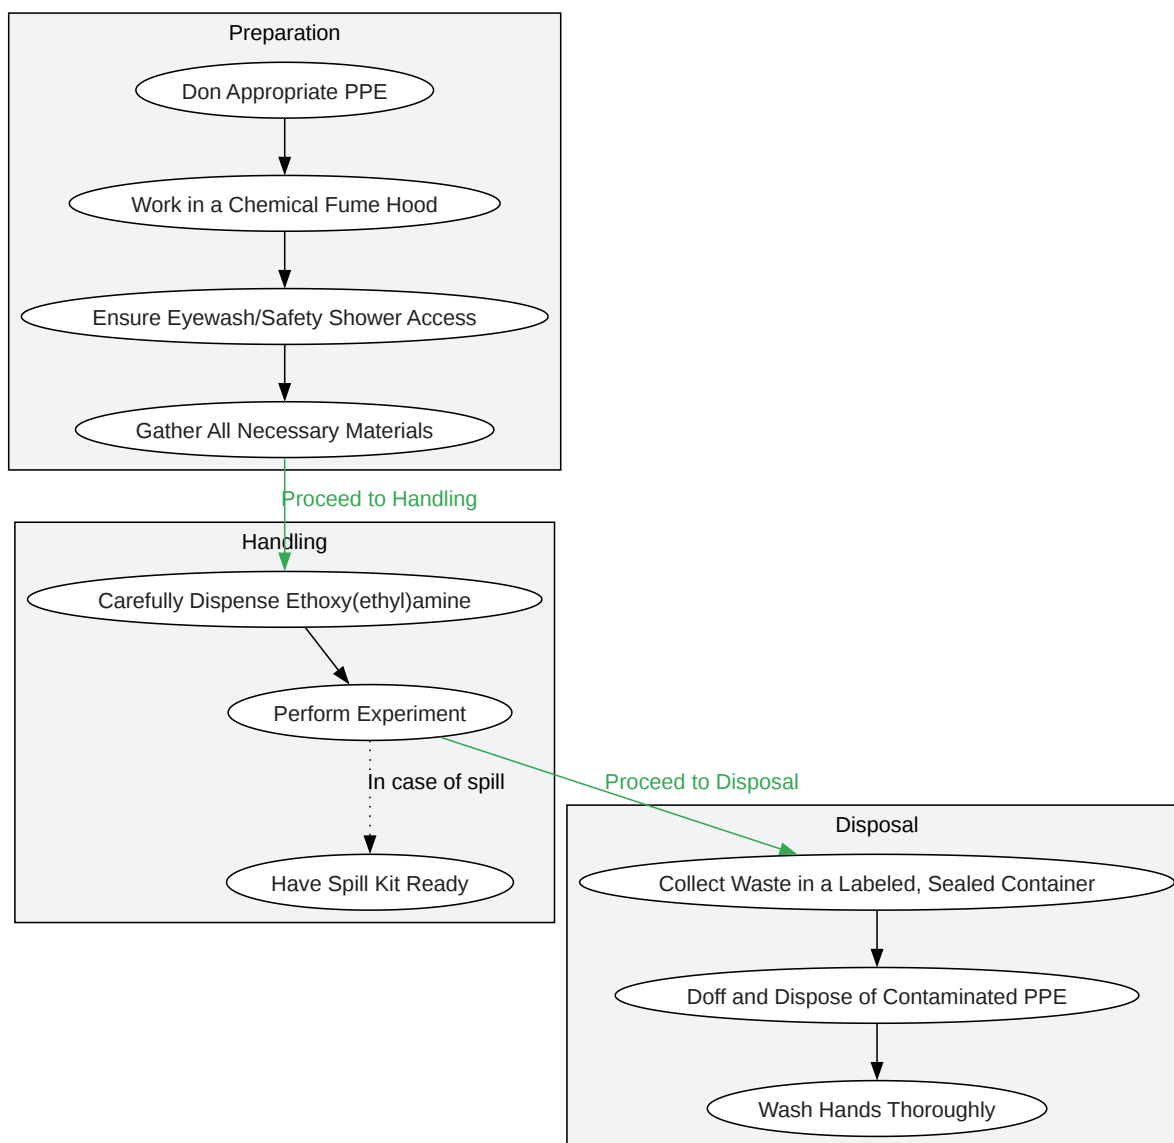 Preparation
Don Appropriate PPE
Work in a Chemical Fume Hood
Ensure Eyewash/Safety Shower Access
Gather All Necessary Materials
Proceed to Handling
Handling
Carefully Dispense Ethoxy(ethyl)amine
Perform Experiment
In case of spill
Have Spill Kit Ready
Proceed to Disposal
Disposal
Collect Waste in a Labeled, Sealed Container
Doff and Dispose of Contaminated PPE
Wash Hands Thoroughly